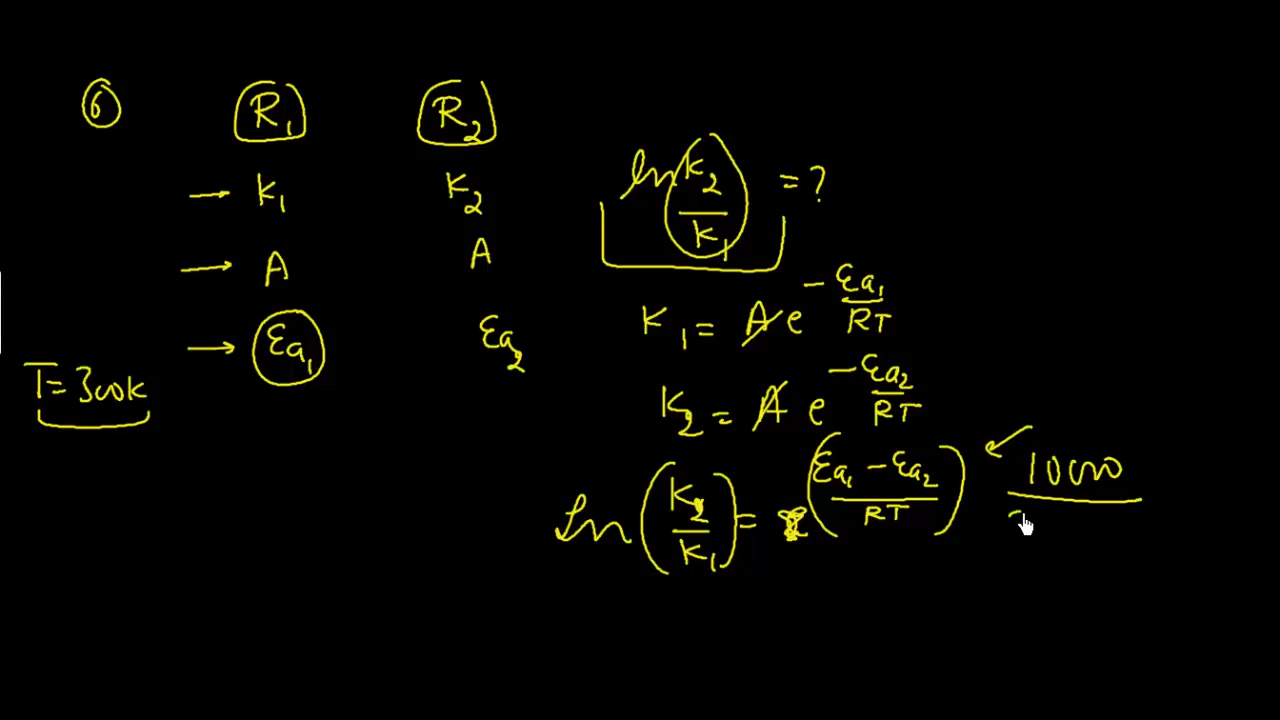 6 R1 R2
ln K2/K1 = ?
→ K1 K2
→ A A
→ Ea1 Ea2
T = 300K
K1 = A e^-Ea1/RT
K2 = A e^-Ea2/RT
ln (K2/K1) = (Ea1 - Ea2/RT)